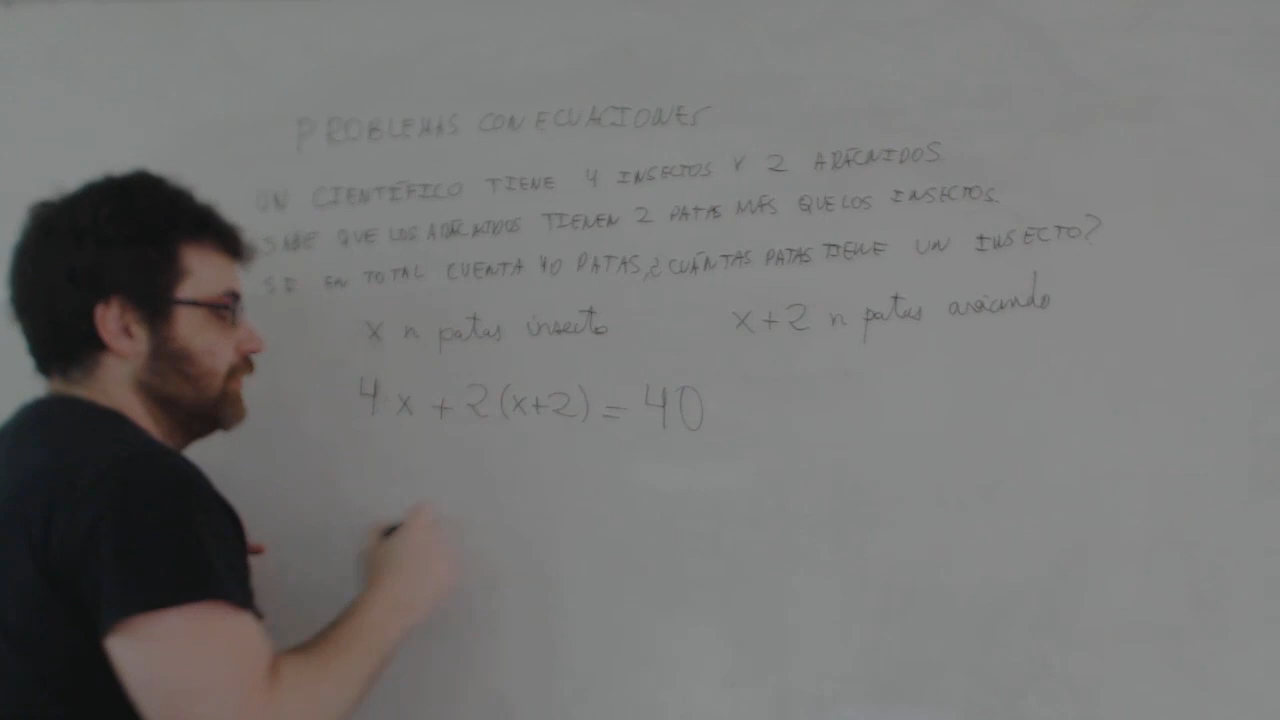 PROBLEMAS CON ECUACIONES
UN CIENTÍFICO TIENE 4 INSECTOS Y 2 ARÁCNIDOS
SABE QUE LOS ARÁCNIDOS TIENEN 2 PATAS MÁS QUE LOS INSECTOS.
SI EN TOTAL CUENTA 40 PATAS, ¿CUÁNTAS PATAS TIENE UN INSECTO?
x n patas insecto x+2 n patas
4x + 2(x+2) = 40